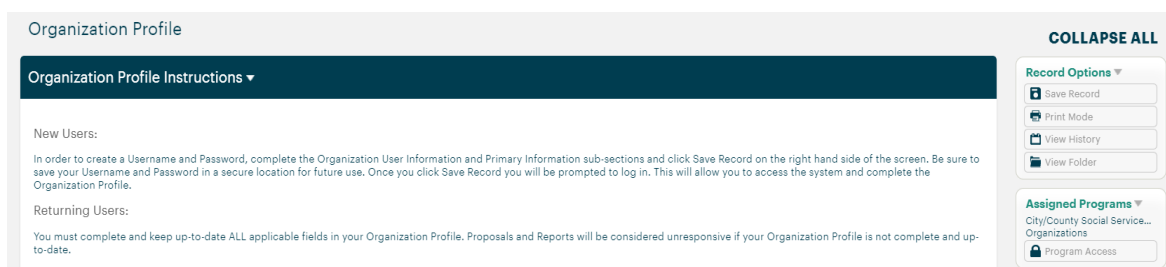 Organization Profile
COLLAPSE ALL
Organization Profile Instructions ▾
New Users:
In order to create a Username and Password, complete the Organization User Information and Primary Information sub-sections and click Save Record on the right hand side of the screen. Be sure to
save your Username and Password in a secure location for future use. Once you click Save Record you will be prompted to log in. This will allow you to access the system and complete the
Organization Profile.
Returning Users:
You must complete and keep up-to-date ALL applicable fields in your Organization Profile. Proposals and Reports will be considered unresponsive if your Organization Profile is not complete and up-
to-date.
Record Options ▼
Save Record
Print Mode
View History
View Folder
Assigned Programs ▼
City/County Social Service...
Organizations
Program Access